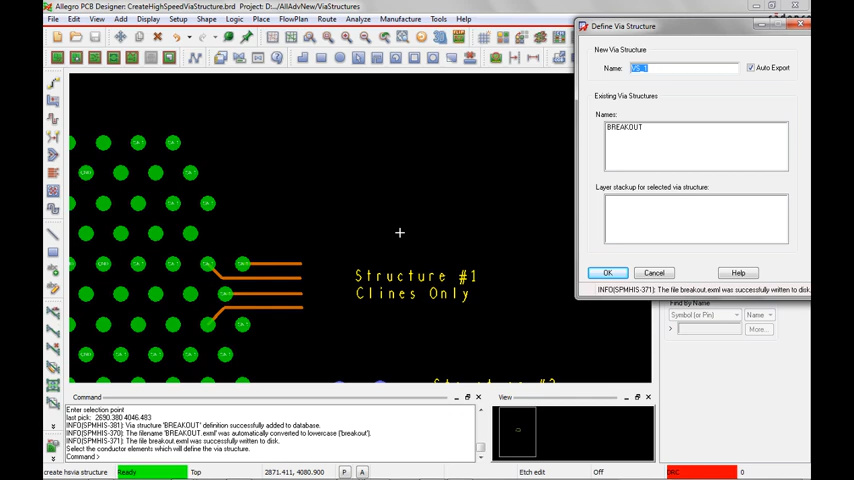 Allegro PCB Designer: CreateHighSpeedViaStructure.brd Project: D:/.../AllAdvNew/ViaStructures
File Edit View Add Display Setup Shape Logic Place FlowPlan Route Analyze Manufacture Tools Help
cadence
Define Via Structure
New Via Structure
Name: VS_1
Auto Export
Existing Via Structures
Names:
BREAKOUT
Layer stackup for selected via structure:
OK Cancel Help
INFO(SPMHIS-371): The file breakout.exml was successfully written to disk.
Find By Name
Symbol (or Pin) Name
> More...
Structure #1
Clines Only
Structure #2
Command
Enter selection point
last pick: 2690.380 4046.483
INFO(SPMHIS-381): Via structure 'BREAKOUT' definition successfully added to database.
INFO(SPMHIS-370): The filename 'BREAKOUT.exml' was automatically converted to lowercase ('breakout').
INFO(SPMHIS-371): The file breakout.exml was successfully written to disk.
Select the conductor elements which will define the via structure.
Command >
View
create hsvia structure Ready Top 2871.411, 4080.900 P A Etch edit Off DRC 0